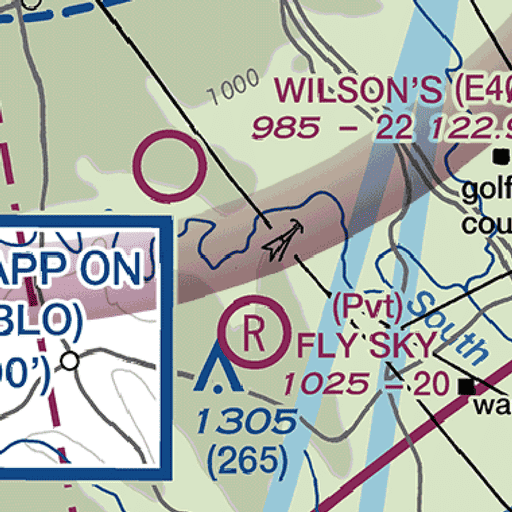 1000
WILSON'S (E4
985 - 22 122.9
golf
cou
APP ON
BLO)
00')
R
(Pvt)
FLY SKY
1025 - 20
South
wa
1305
(265)